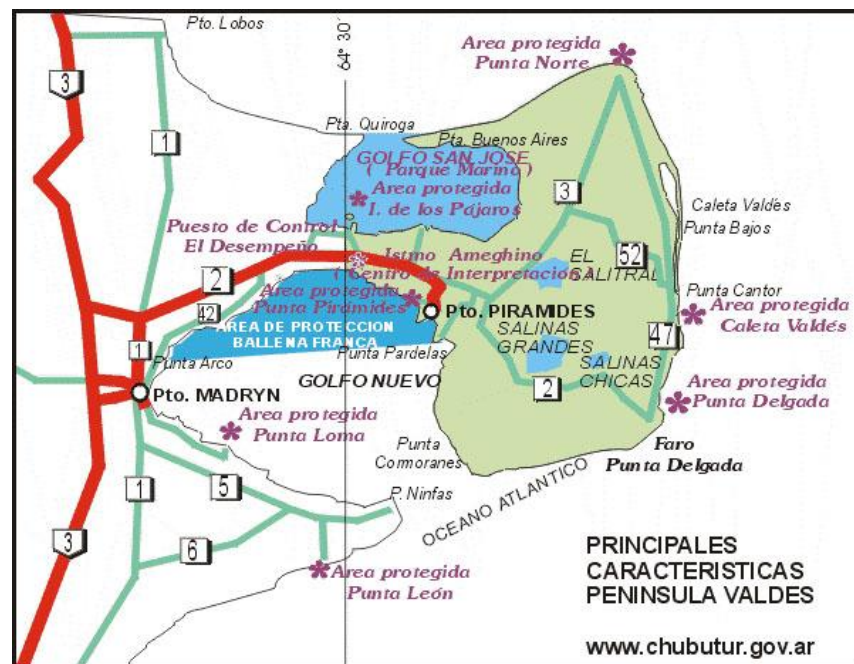 Pto. Lobos
64° 30'
Area protegida
Punta Norte
3
1
Pta. Quiroga
Pta. Buenos Aires
GOLFO SAN JOSE
( Parque Marino )
Area protegida
I. de los Pájaros
3
Caleta Valdés
Punta Bajos
Puesto de Control
El Desempeño
Istmo Ameghino
( Centro de Interpretación )
EL
SALITRAL
52
2
Area protegida
Punta Pirámides
Punta Cantor
42
Pto. PIRAMIDES
Area protegida
Caleta Valdés
AREA DE PROTECCION
BALLENA FRANCA
SALINAS
GRANDES
47
1
Punta Arco
Punta Pardelas
SALINAS
CHICAS
GOLFO NUEVO
2
Pto. MADRYN
Area protegida
Punta Delgada
Area protegida
Punta Loma
Punta
Cormoranes
Faro
Punta Delgada
1
5
P. Ninfas
OCEANO ATLANTICO
3
6
Area protegida
Punta León
PRINCIPALES
CARACTERISTICAS
PENINSULA VALDES
www.chubutur.gov.ar